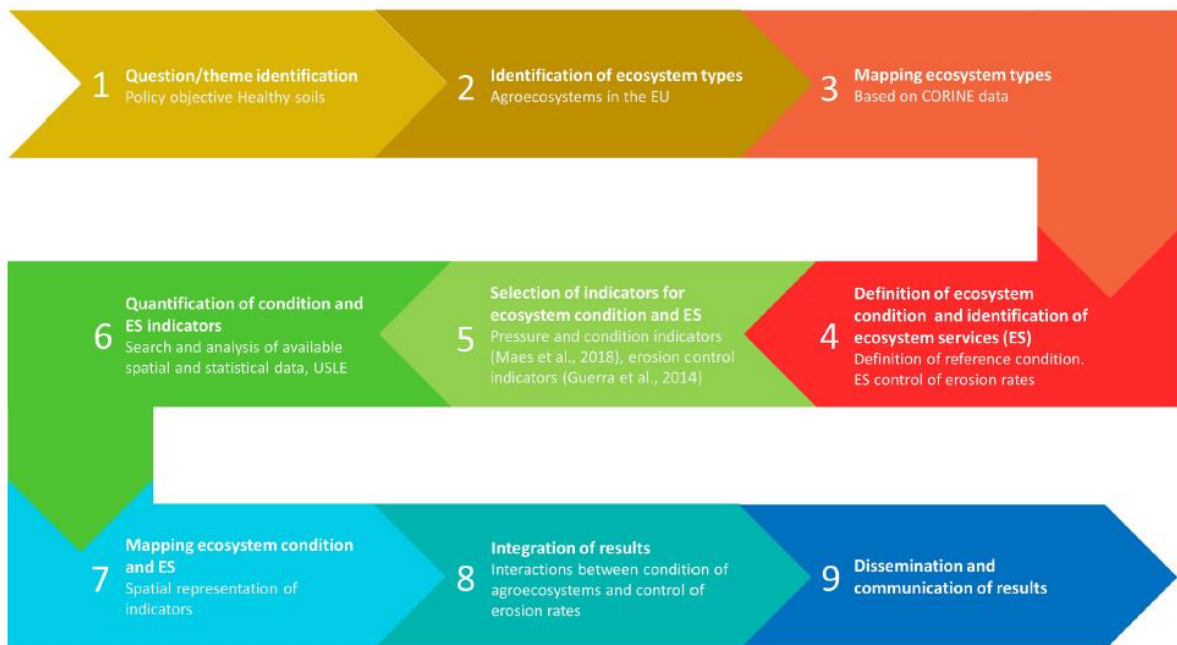 1
Question/theme identification
Policy objective Healthy soils
2
Identification of ecosystem types
Agroecosystems in the EU
3
Mapping ecosystem types
Based on CORINE data
4
Definition of ecosystem
condition and identification of
ecosystem services (ES)
Definition of reference condition.
ES control of erosion rates
5
Selection of indicators for
ecosystem condition and ES
Pressure and condition indicators
(Maes et al., 2018), erosion control
indicators (Guerra et al., 2014)
6
Quantification of condition and
ES indicators
Search and analysis of available
spatial and statistical data, USLE
7
Mapping ecosystem condition
and ES
Spatial representation of
indicators
8
Integration of results
Interactions between condition of
agroecosystems and control of
erosion rates
9
Dissemination and
communication of results